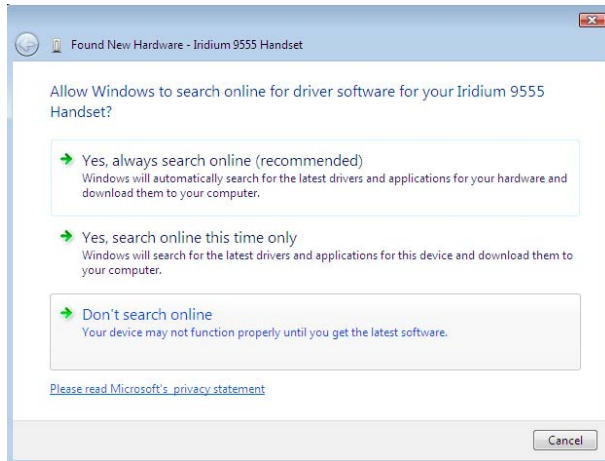 Found New Hardware - Iridium 9555 Handset
Allow Windows to search online for driver software for your Iridium 9555
Handset?
Yes, always search online (recommended)
Windows will automatically search for the latest drivers and applications for your hardware and
download them to your computer.
Yes, search online this time only
Windows will search for the latest drivers and applications for this device and download them to
your computer.
Don't search online
Your device may not function properly until you get the latest software.
Please read Microsoft's privacy statement
Cancel